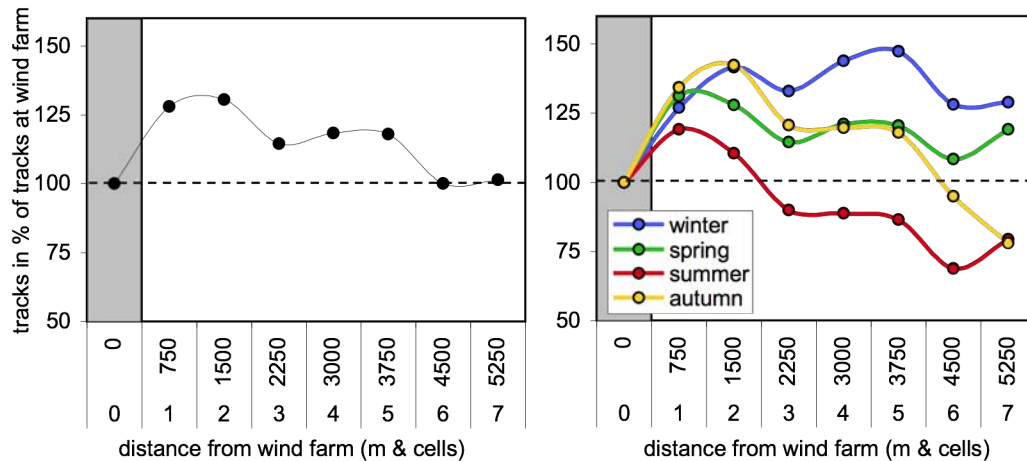 tracks in % of tracks at wind farm
150
125
100
75
50
0
750
1500
2250
3000
3750
4500
5250
0 1 2 3 4 5 6 7
distance from wind farm (m & cells)
150
125
100
75
50
winter
spring
summer
autumn
0
750
1500
2250
3000
3750
4500
5250
0 1 2 3 4 5 6 7
distance from wind farm (m & cells)